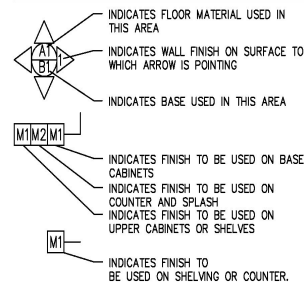 INDICATES FLOOR MATERIAL USED IN
THIS AREA
A1
1
B1
INDICATES WALL FINISH ON SURFACE TO
WHICH ARROW IS POINTING
INDICATES BASE USED IN THIS AREA
M1 M2 M1
INDICATES FINISH TO BE USED ON BASE
CABINETS
INDICATES FINISH TO BE USED ON
COUNTER AND SPLASH
INDICATES FINISH TO BE USED ON
UPPER CABINETS OR SHELVES
M1
INDICATES FINISH TO
BE USED ON SHELVING OR COUNTER.